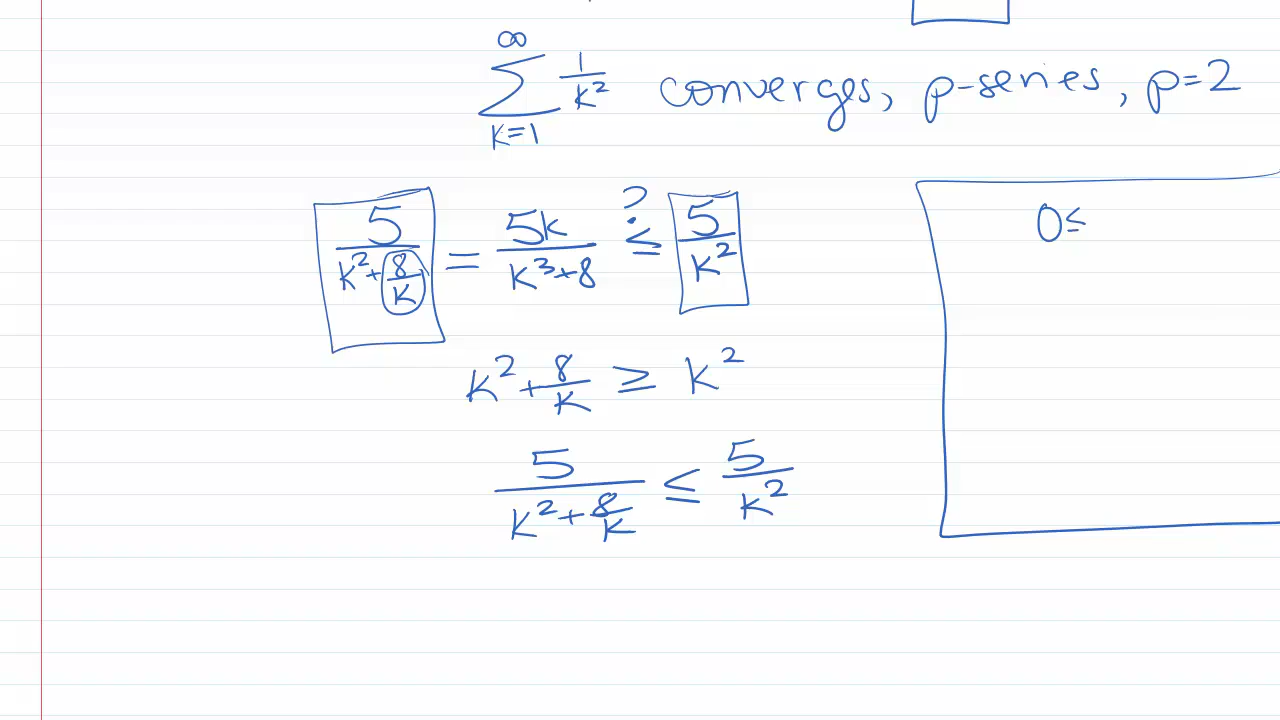 ∞
∑ 1/k² converges, p-series, p=2
k=1
5/(k²+8/k) = 5k/(k³+8) ≤? 5/k²
0≤
k²+8/k ≥ k²
5/(k²+8/k) ≤ 5/k²